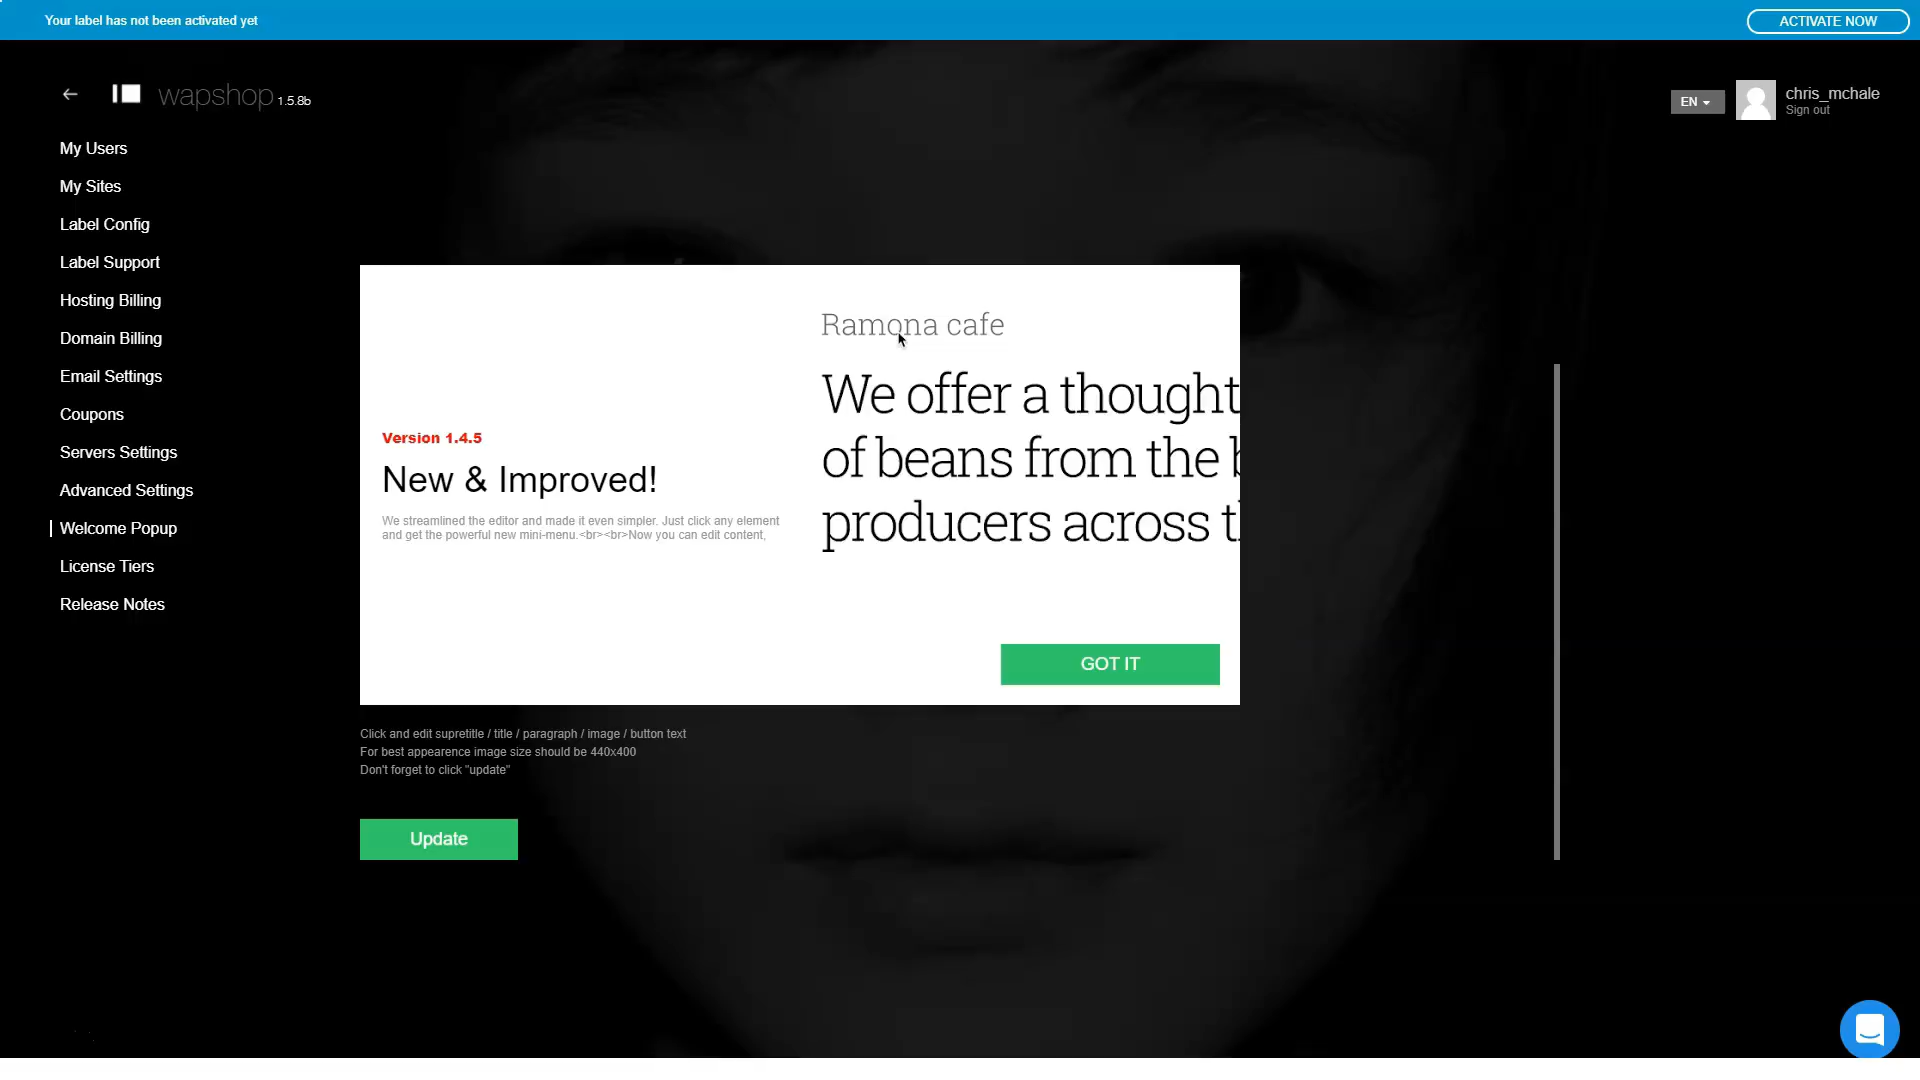 Your label has not been activated yet
ACTIVATE NOW
wapshop 1.5.8b
EN
chris_mchale
Sign out
My Users
My Sites
Label Config
Label Support
Hosting Billing
Domain Billing
Email Settings
Coupons
Servers Settings
Advanced Settings
Welcome Popup
License Tiers
Release Notes
Version 1.4.5
New & Improved!
We streamlined the editor and made it even simpler. Just click any element
and get the powerful new mini-menu.<br><br>Now you can edit content,
Ramona cafe
We offer a thought
of beans from the b
producers across t
GOT IT
Click and edit supretitle / title / paragraph / image / button text
For best appearence image size should be 440x400
Don't forget to click "update"
Update